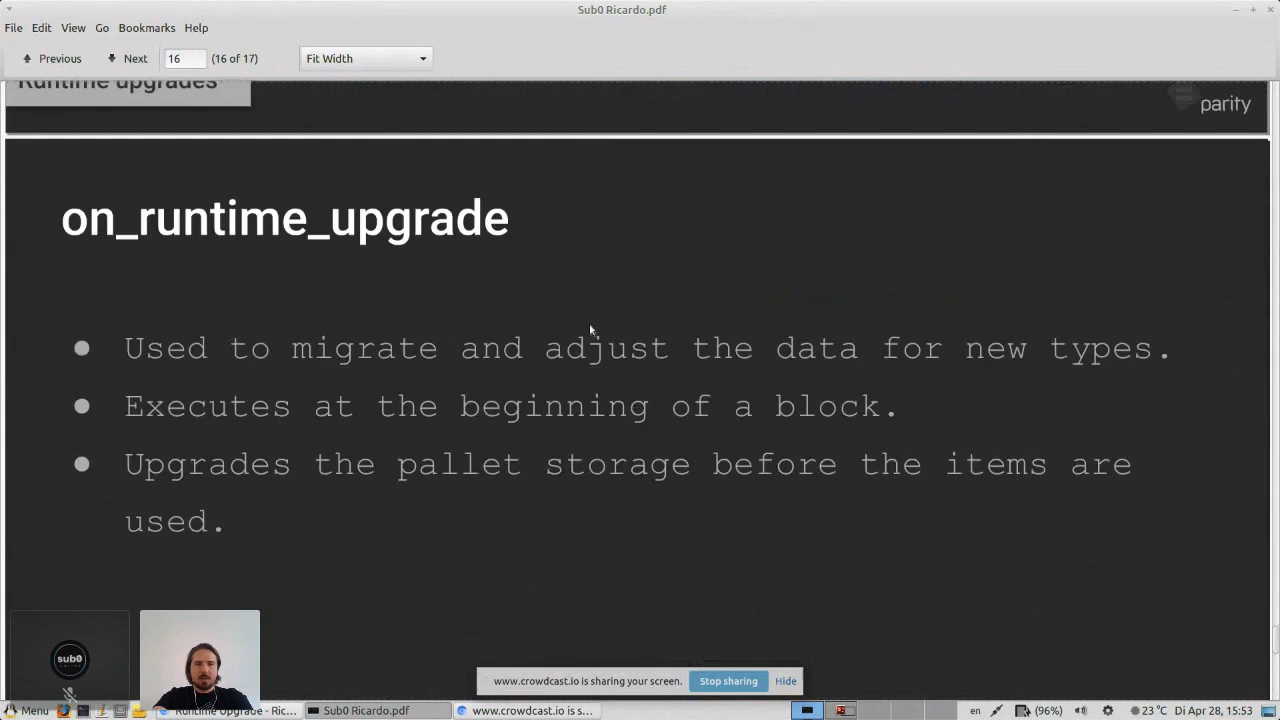 Sub0 Ricardo.pdf
File Edit View Go Bookmarks Help
Previous Next 16 (16 of 17) Fit Width
Runtime upgrades
parity
on_runtime_upgrade
Used to migrate and adjust the data for new types.
Executes at the beginning of a block.
Upgrades the pallet storage before the items are
used.
sub0
www.crowdcast.io is sharing your screen. Stop sharing Hide
Menu Runtime Upgrade - Ric... Sub0 Ricardo.pdf www.crowdcast.io is s... en (96%) 23 °C Di Apr 28, 15:53